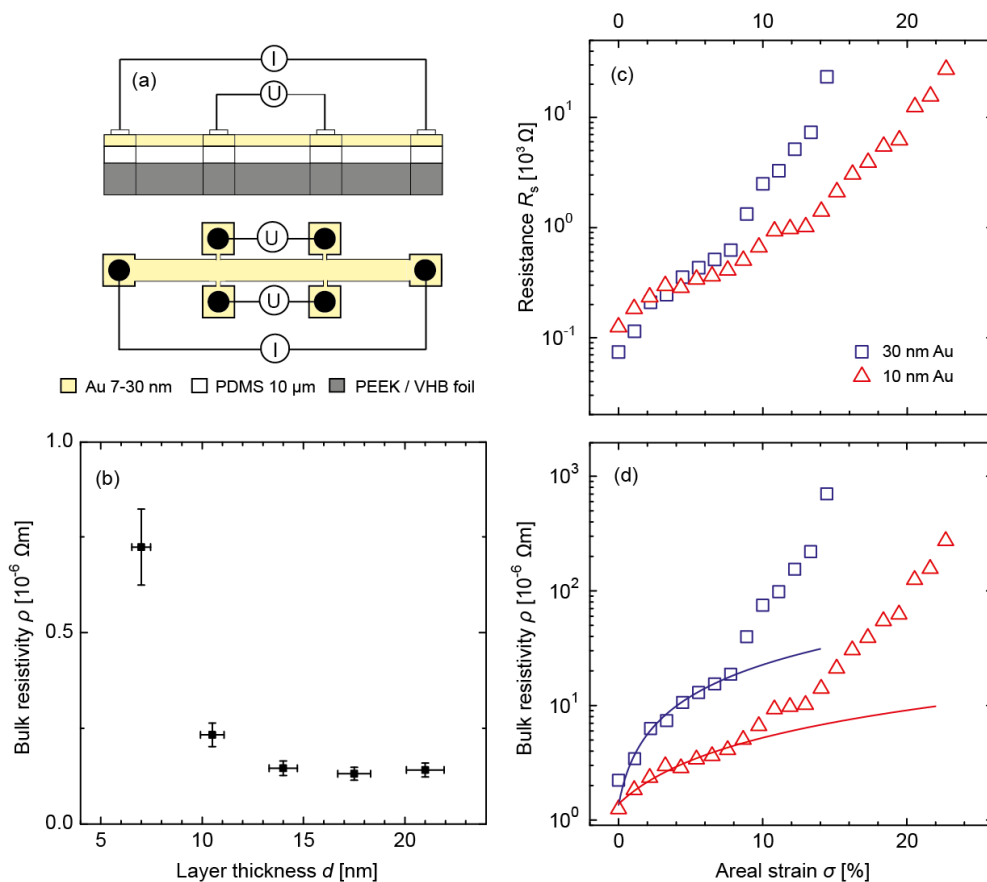 (a)
I
U
U
U
I
Au 7-30 nm PDMS 10 µm PEEK / VHB foil
(b)
1.0
0.5
0.0
Bulk resistivity ρ [10⁻⁶ Ωm]
5 10 15 20
Layer thickness d [nm]
0 10 20
(c)
10¹
10⁰
10⁻¹
Resistance Rₛ [10³ Ω]
30 nm Au
10 nm Au
(d)
10³
10²
10¹
10⁰
Bulk resistivity ρ [10⁻⁶ Ωm]
0 10 20
Areal strain σ [%]